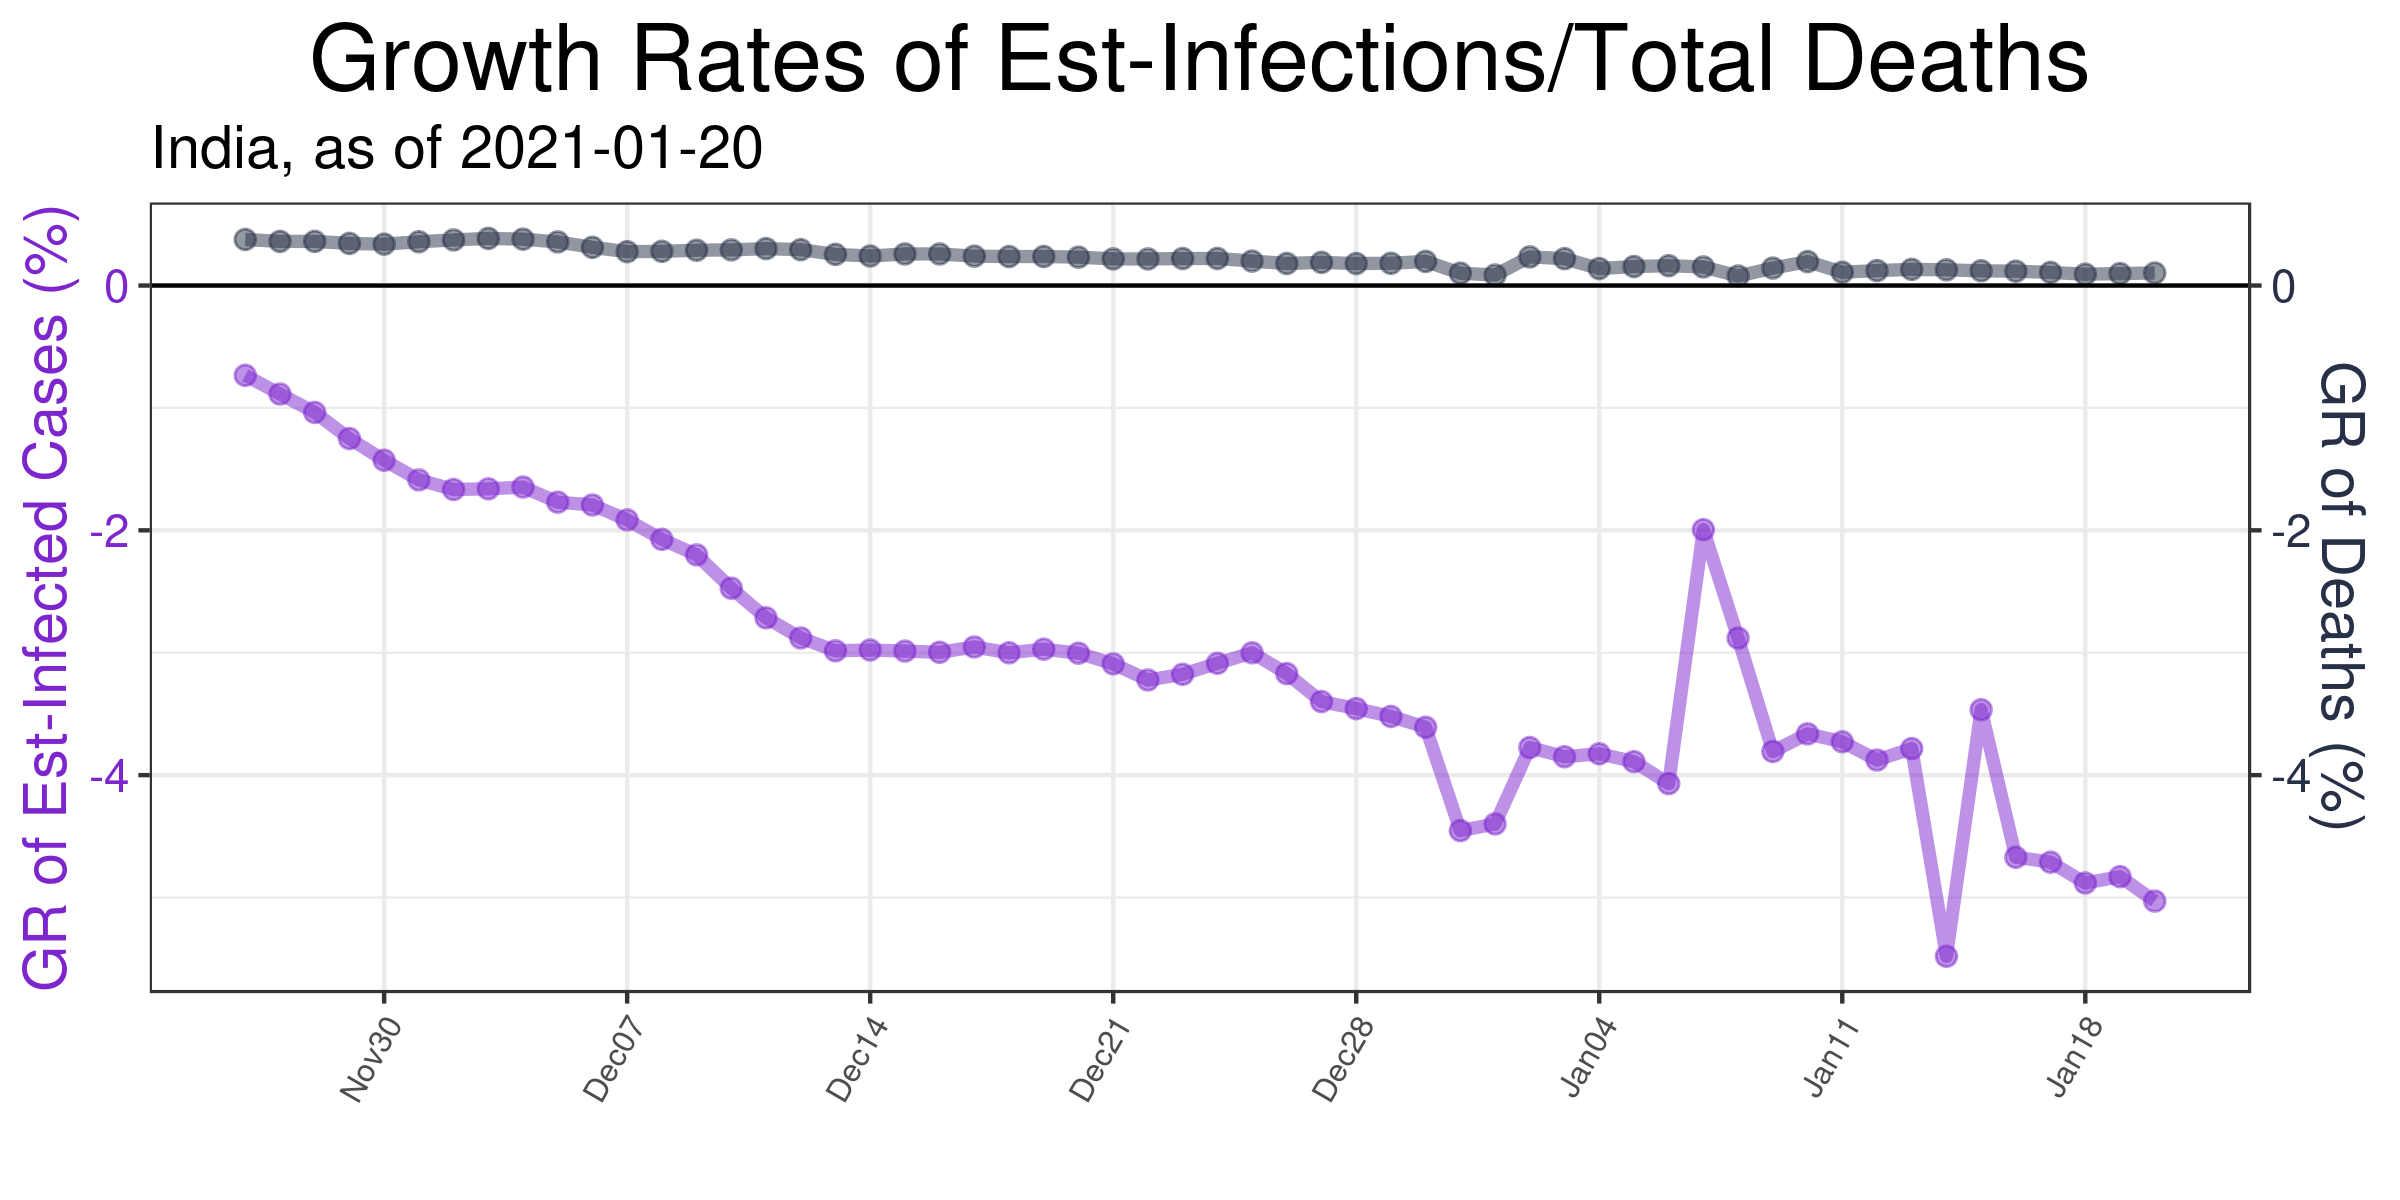 Growth Rates of Est-Infections/Total Deaths
India, as of 2021-01-20
GR of Est-Infected Cases (%)
0
-2
-4
0
-2
-4
GR of Deaths (%)
Nov30
Dec07
Dec14
Dec21
Dec28
Jan04
Jan11
Jan18